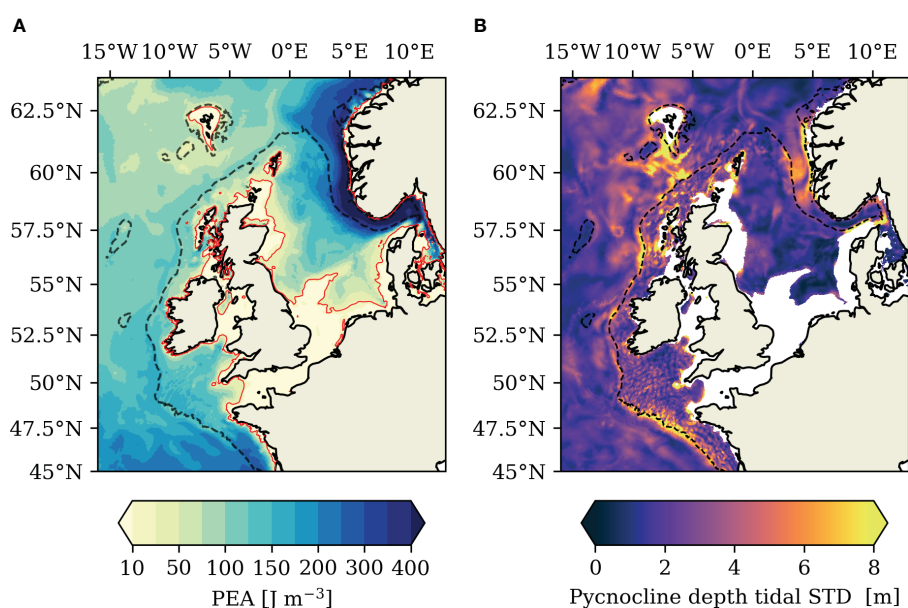 A
B
15°W 10°W 5°W 0°E 5°E 10°E
15°W 10°W 5°W 0°E 5°E 10°E
62.5°N
60°N
57.5°N
55°N
52.5°N
50°N
47.5°N
45°N
62.5°N
60°N
57.5°N
55°N
52.5°N
50°N
47.5°N
45°N
10 50 100 150 200 300 400
PEA [J m⁻³]
0 2 4 6 8
Pycnocline depth tidal STD [m]